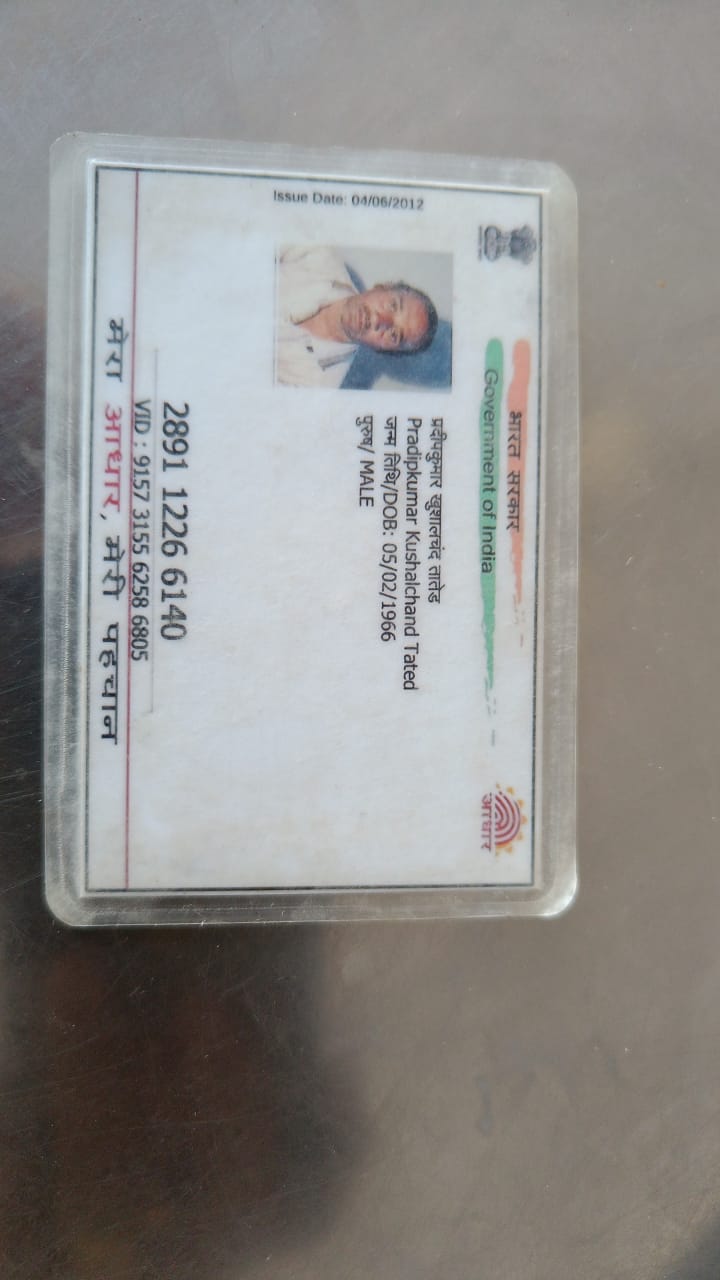 भारत सरकार
Government of India
Issue Date: 04/06/2012
प्रदीपकुमार खुशालचंद तातेड
Pradipkumar Kushalchand Tated
जन्म तिथि/DOB: 05/02/1966
पुरुष/ MALE
आधार
2891 1226 6140
VID : 9157 3155 6258 6805
मेरा आधार, मेरी पहचान